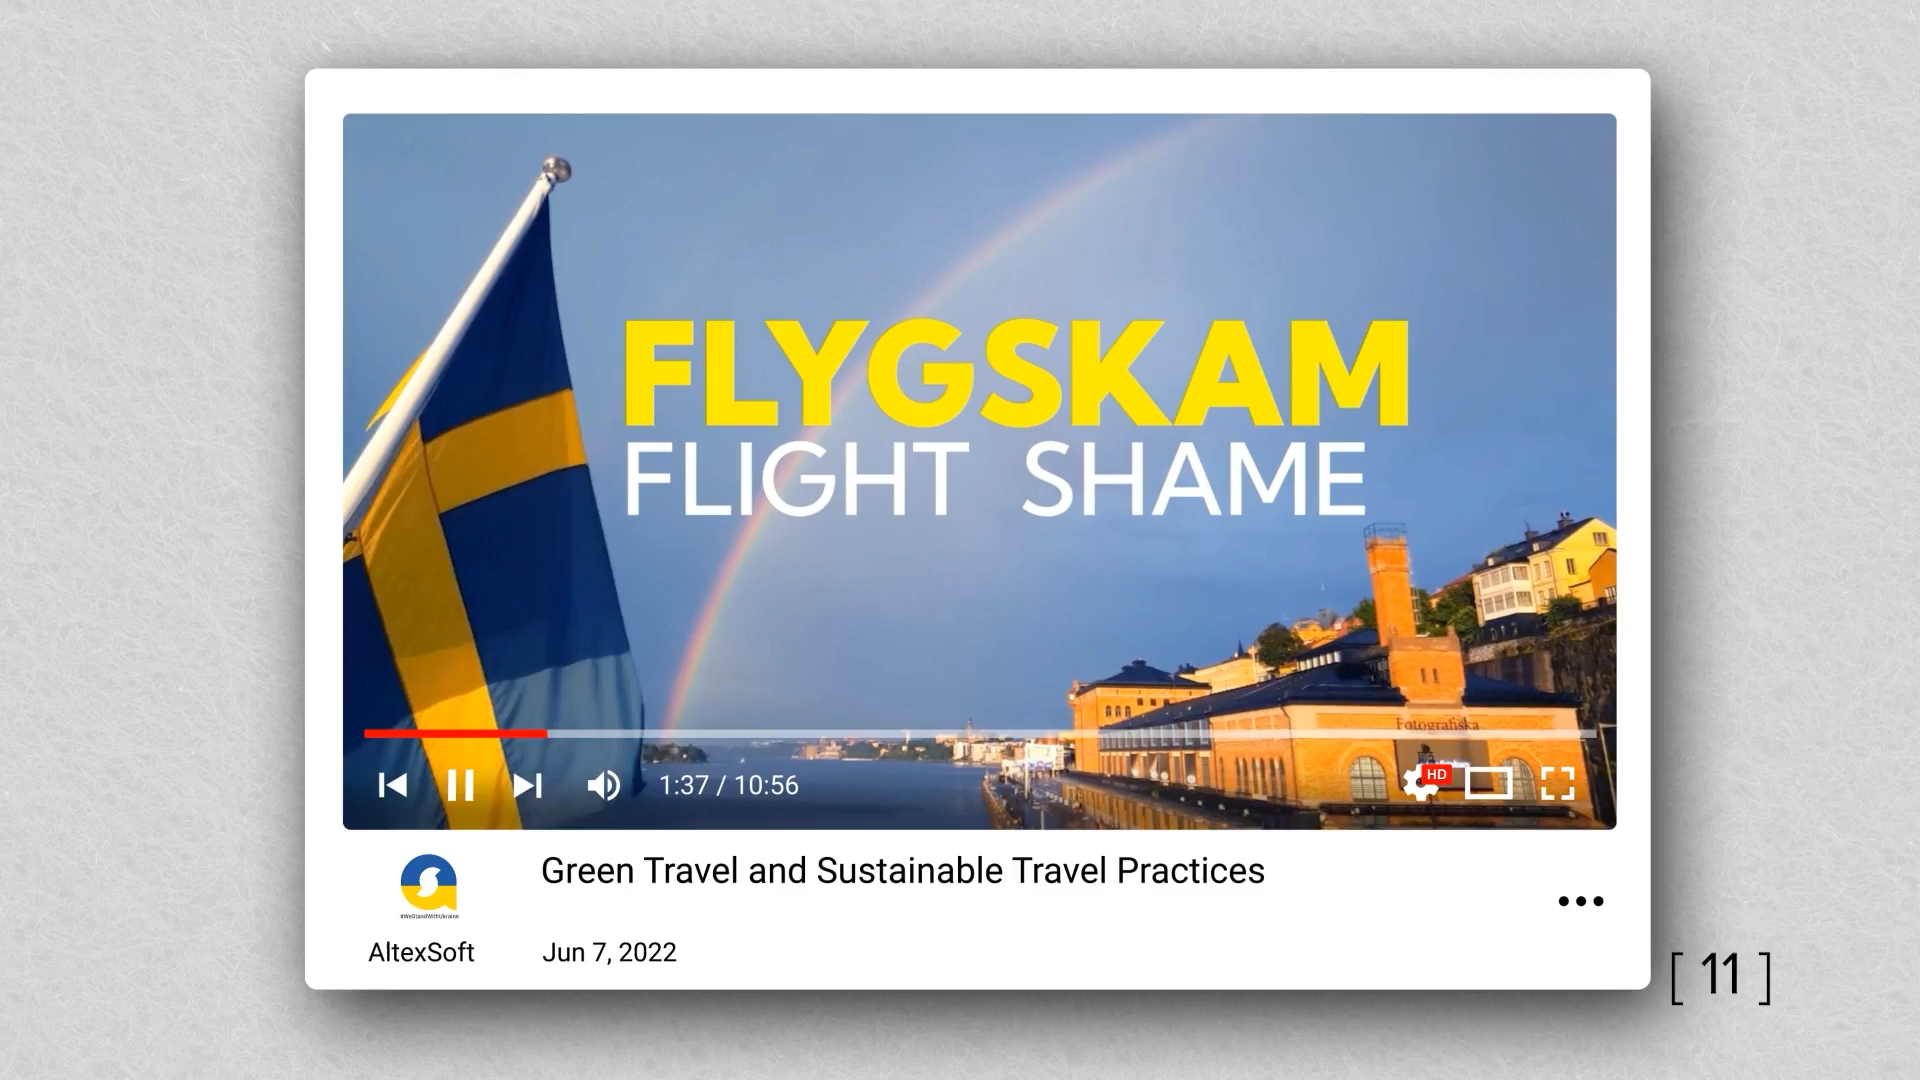 FLYGSKAM
FLIGHT SHAME
Fotografiska
1:37 / 10:56
HD
Green Travel and Sustainable Travel Practices
#WeStandWithUkraine
AltexSoft
Jun 7, 2022
[ 11 ]